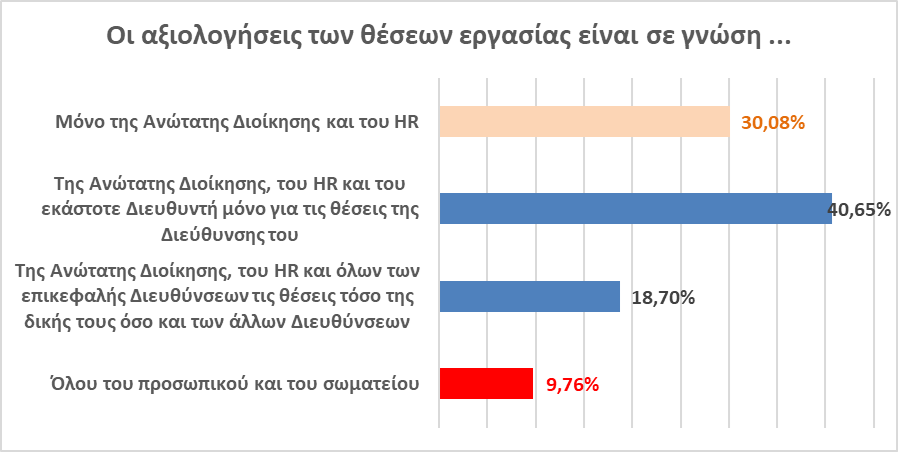 Οι αξιολογήσεις των θέσεων εργασίας είναι σε γνώση ...
Μόνο της Ανώτατης Διοίκησης και του HR
30,08%
Της Ανώτατης Διοίκησης, του HR και του
εκάστοτε Διευθυντή μόνο για τις θέσεις της
Διεύθυνσης του
40,65%
Της Ανώτατης Διοίκησης, του HR και όλων των
επικεφαλής Διευθύνσεων τις θέσεις τόσο της
δικής τους όσο και των άλλων Διευθύνσεων
18,70%
Όλου του προσωπικού και του σωματείου
9,76%